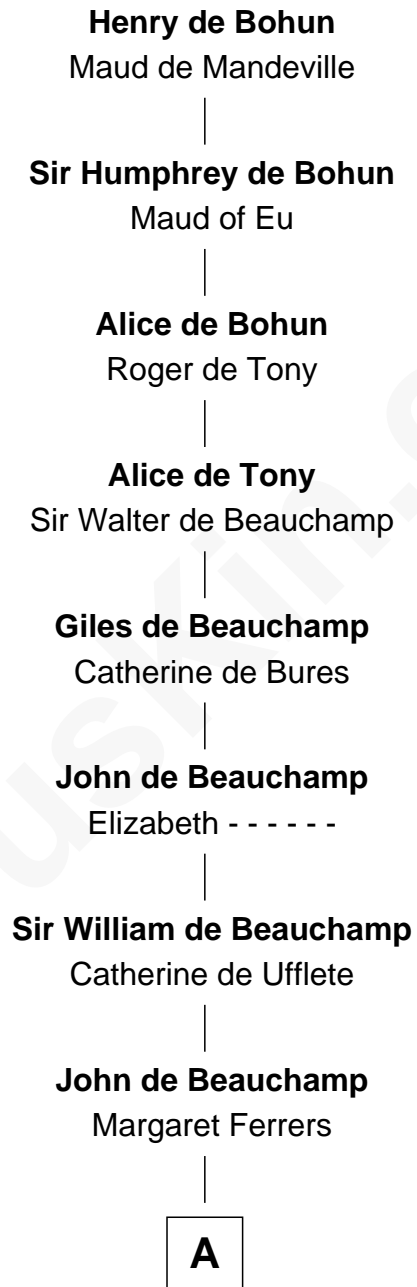 Henry de Bohun
Maud de Mandeville
Sir Humphrey de Bohun
Maud of Eu
Alice de Bohun
Roger de Tony
Alice de Tony
Sir Walter de Beauchamp
Giles de Beauchamp
Catherine de Bures
John de Beauchamp
Elizabeth - - - - - -
Sir William de Beauchamp
Catherine de Ufflete
John de Beauchamp
Margaret Ferrers
A